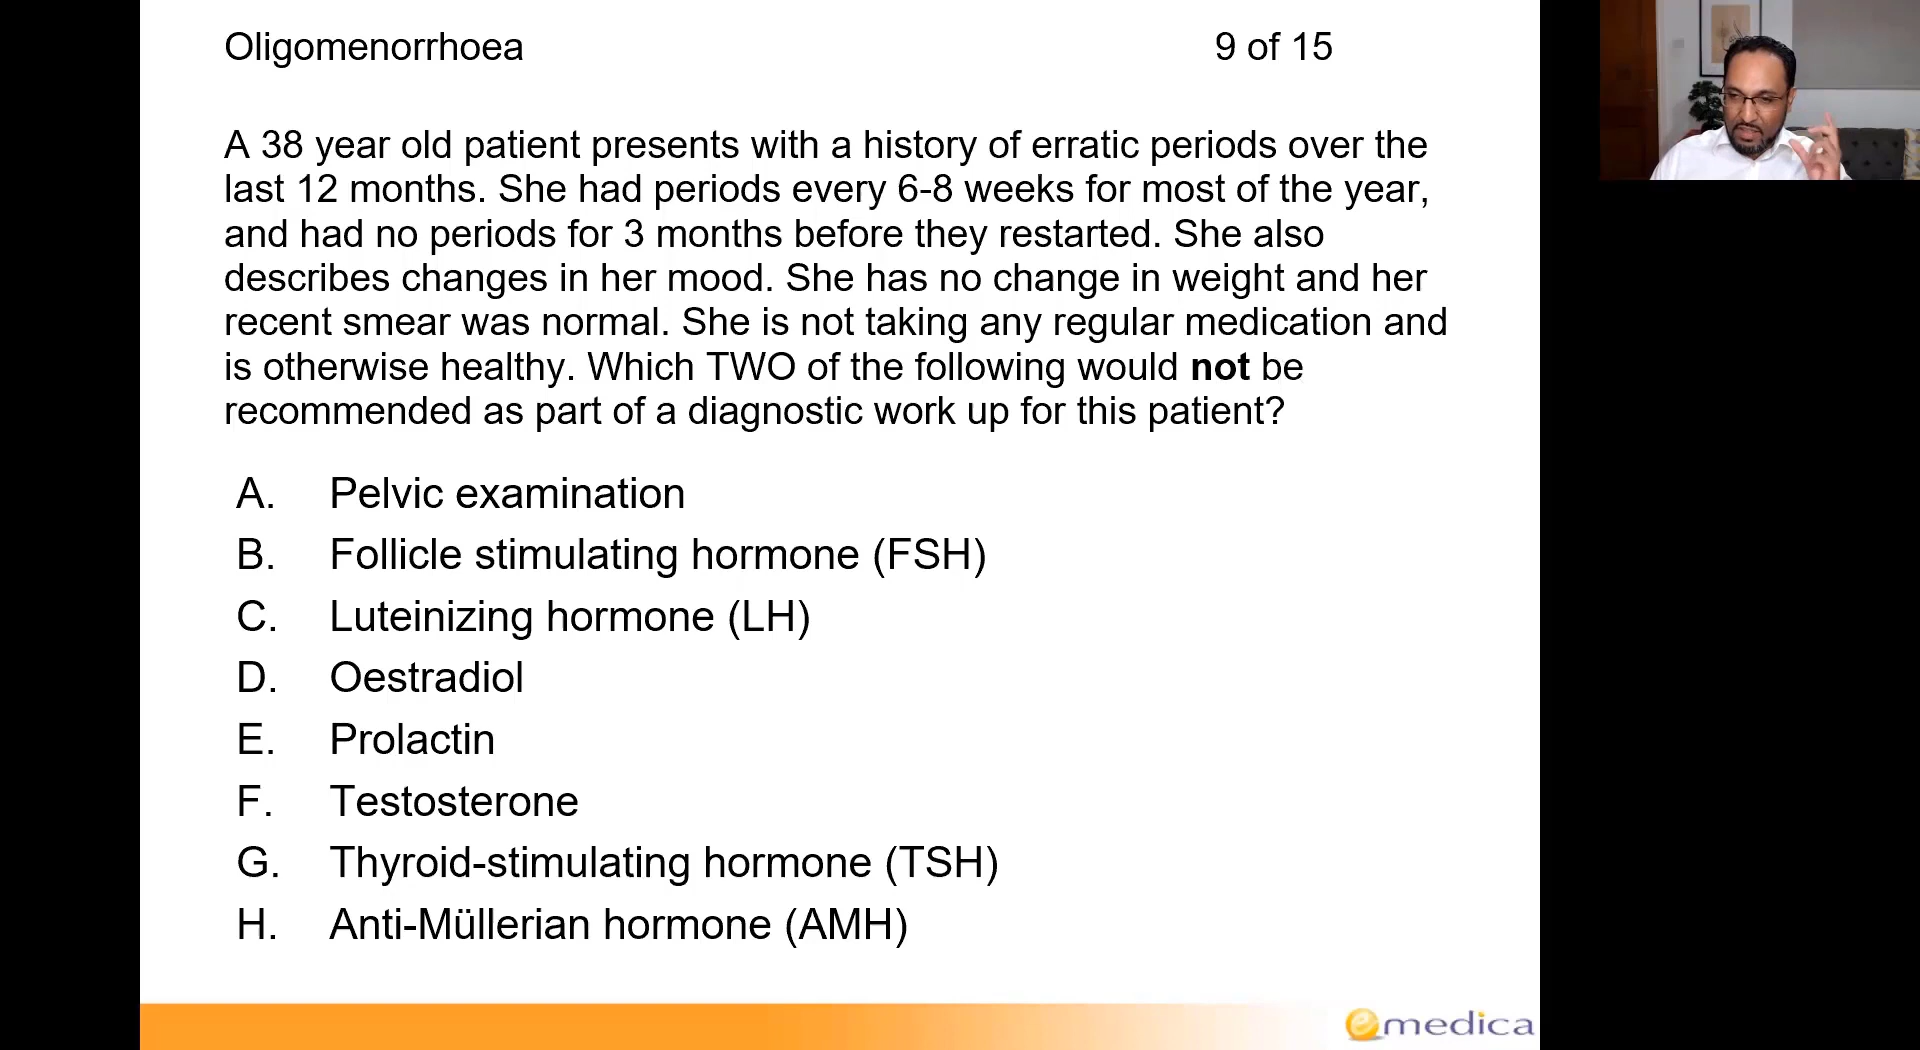 Oligomenorrhoea 9 of 15
A 38 year old patient presents with a history of erratic periods over the
last 12 months. She had periods every 6-8 weeks for most of the year,
and had no periods for 3 months before they restarted. She also
describes changes in her mood. She has no change in weight and her
recent smear was normal. She is not taking any regular medication and
is otherwise healthy. Which TWO of the following would not be
recommended as part of a diagnostic work up for this patient?
A. Pelvic examination
B. Follicle stimulating hormone (FSH)
C. Luteinizing hormone (LH)
D. Oestradiol
E. Prolactin
F. Testosterone
G. Thyroid-stimulating hormone (TSH)
H. Anti-Müllerian hormone (AMH)
emedica